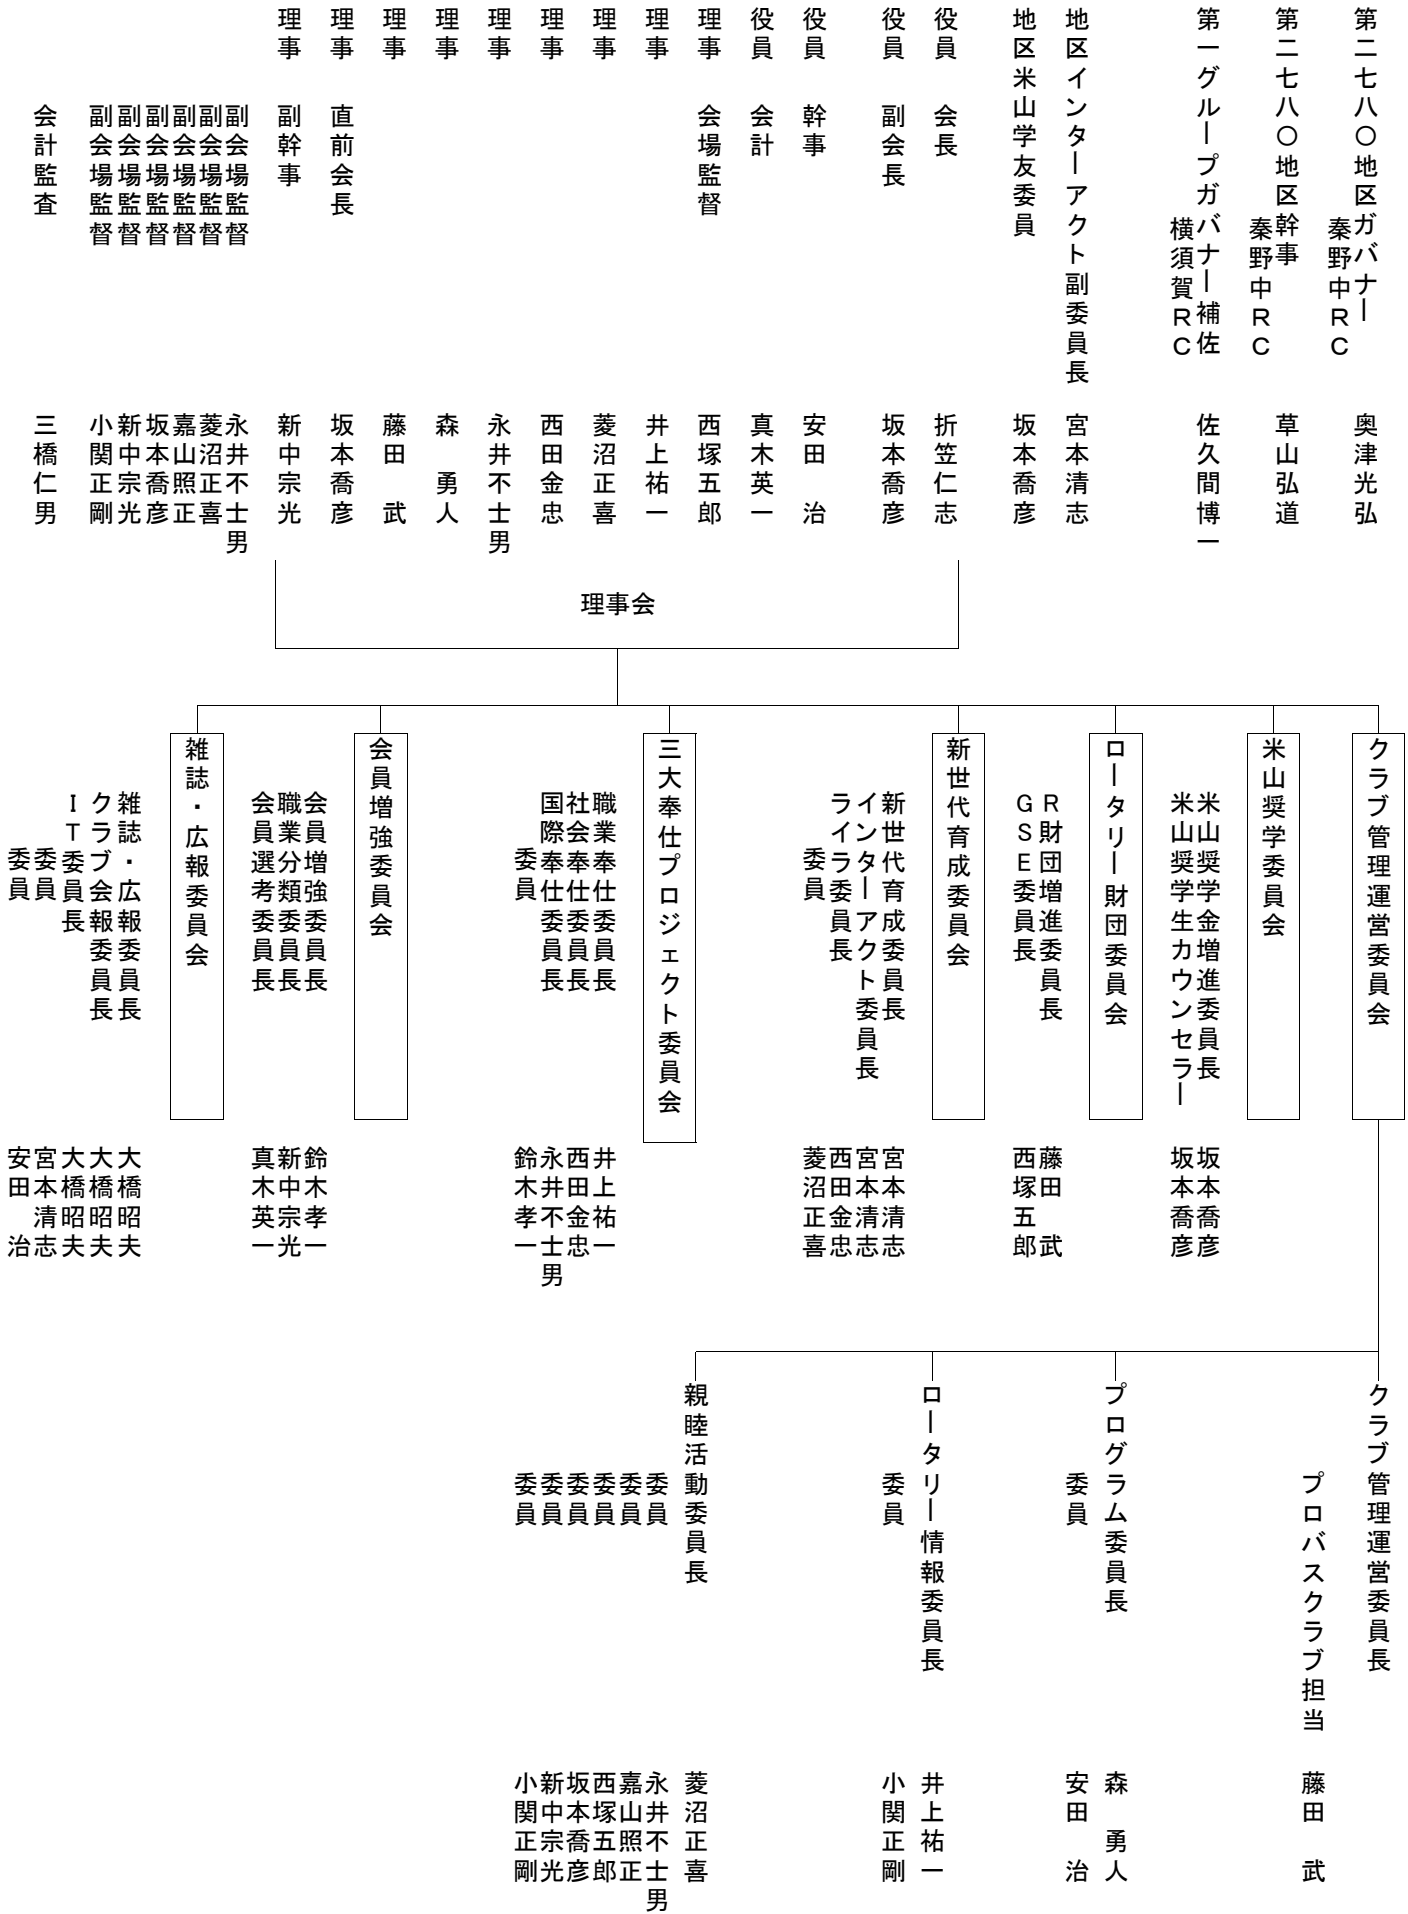 第二七八〇地区ガバナー
秦野中ＲＣ　奥津光弘
第二七八〇地区幹事
秦野中ＲＣ　草山弘道
第一グループガバナー補佐
横須賀ＲＣ　佐久間博一
地区インターアクト副委員長　宮本清志
地区米山学友委員　坂本喬彦
役員　会長　折笠仁志
役員　副会長　坂本喬彦
役員　幹事　安田　治
役員　会計　真木英一
理事　会場監督　西塚五郎
理事　井上祐一
理事　菱沼正喜
理事　西田金忠
理事　永井不士男
理事　森　勇人
理事　藤田　武
理事　直前会長　坂本喬彦
理事　副幹事　新中宗光
副会場監督　永井不士男
副会場監督　菱沼正喜
副会場監督　嘉山照正
副会場監督　坂本喬彦
副会場監督　新中宗光
副会場監督　小関正剛
会計監査　三橋仁男
理事会
クラブ管理運営委員会
米山奨学委員会
米山奨学金増進委員長　坂本喬彦
米山奨学生カウンセラー　坂本喬彦
ロータリー財団委員会
Ｒ財団増進委員長　藤田　武
ＧＳＥ委員長　西塚五郎
新世代育成委員会
新世代育成委員長　宮本清志
インターアクト委員長　宮本清志
ライラ委員長　西田金忠
委員　菱沼正喜
三大奉仕プロジェクト委員会
職業奉仕委員長　井上祐一
社会奉仕委員長　西田金忠
国際奉仕委員長　永井不士男
委員　鈴木孝一
会員増強委員会
会員増強委員長　鈴木孝一
職業分類委員長　新中宗光
会員選考委員長　真木英一
雑誌・広報委員会
雑誌・広報委員長　大橋昭夫
クラブ会報委員長　大橋昭夫
ＩＴ委員長　大橋昭夫
委員　宮本清志
委員　安田　治
クラブ管理運営委員長
プロバスクラブ担当　藤田　武
プログラム委員長　森　勇人
委員　安田　治
ロータリー情報委員長　井上祐一
委員　小関正剛
親睦活動委員長　菱沼正喜
委員　永井不士男
委員　嘉山照正
委員　西塚五郎
委員　坂本喬彦
委員　新中宗光
委員　小関正剛